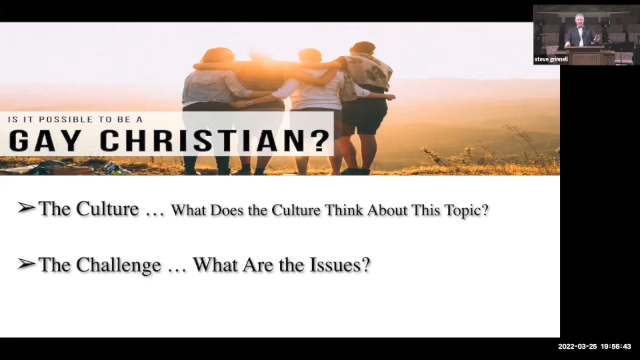 steve grinnell
IS IT POSSIBLE TO BE A
GAY CHRISTIAN?
➢The Culture … What Does the Culture Think About This Topic?
➢The Challenge … What Are the Issues?
2022-03-25 19:56:43